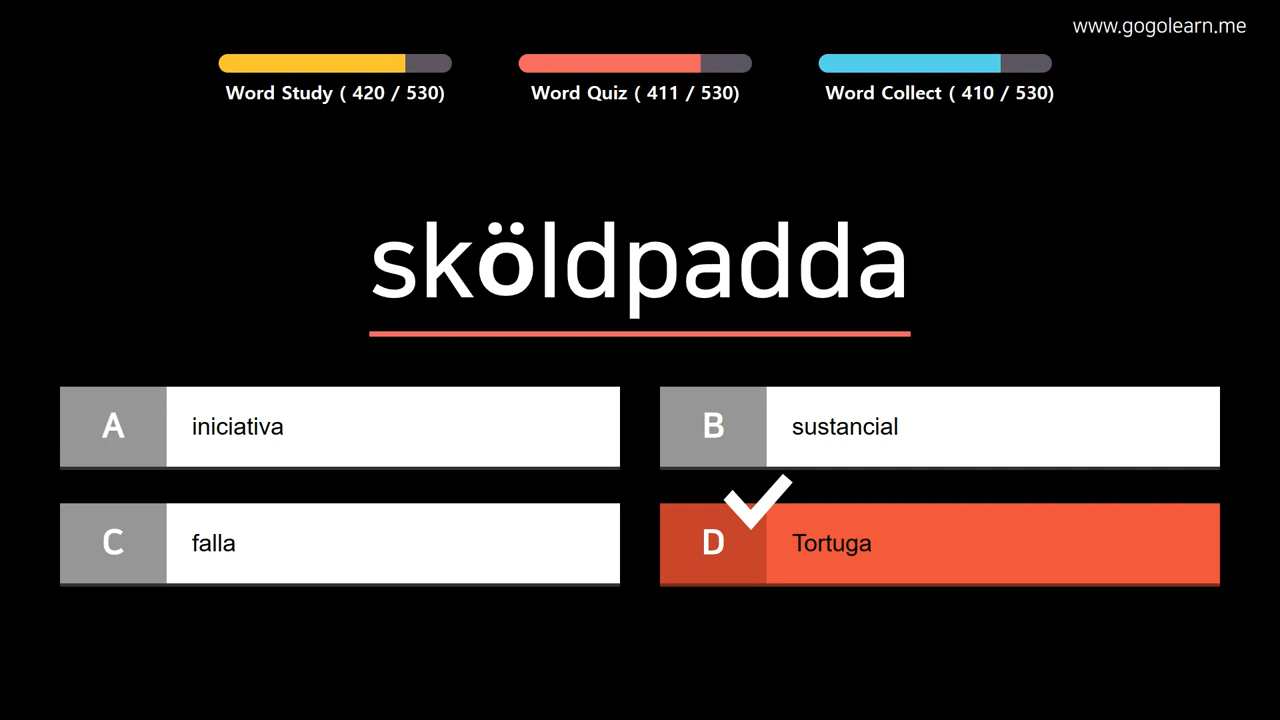 www.gogolearn.me
Word Study ( 420 / 530)
Word Quiz ( 411 / 530)
Word Collect ( 410 / 530)
sköldpadda
A iniciativa
B sustancial
C falla
D Tortuga